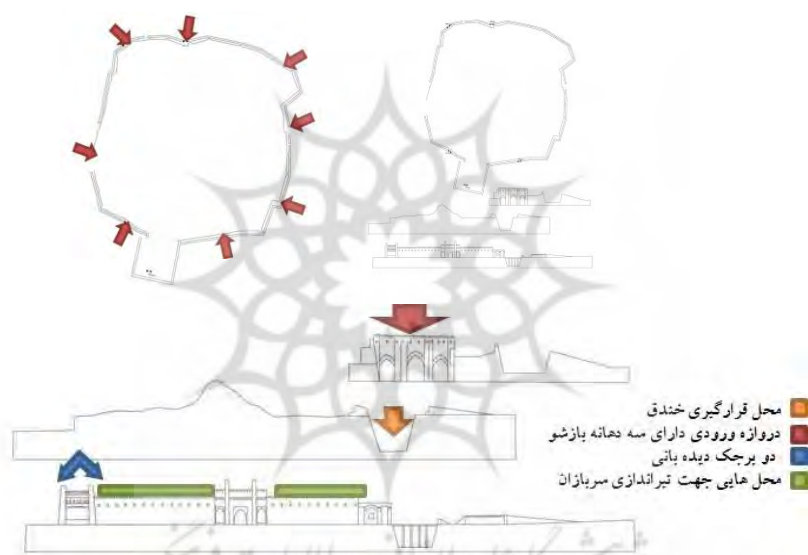 محل قرارگیری خندق
دروازه ورودی دارای سه دهانه بازشو
دو برجک دیده بانی
محل هایی جهت تیراندازی سربازان